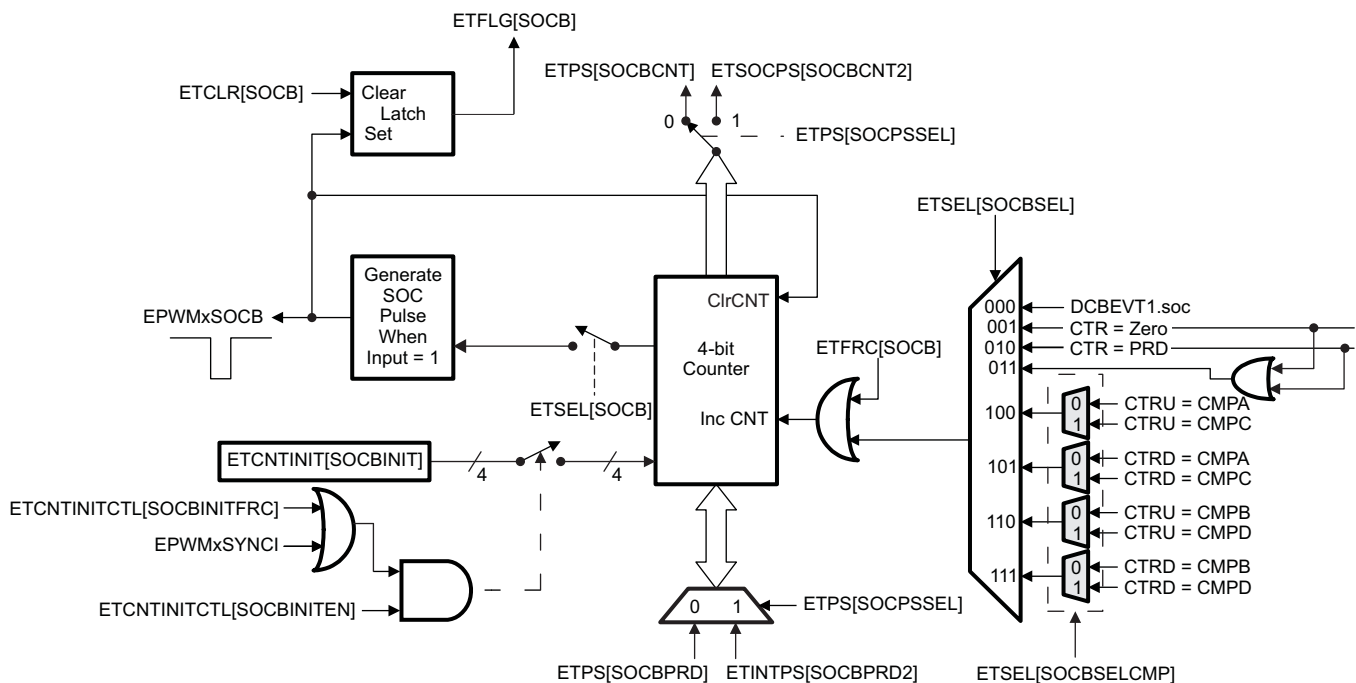 ETFLG[SOCB]
ETPS[SOCBCNT] ETSOCPS[SOCBCNT2]
ETCLR[SOCB]
Clear
Latch
Set
0 1
ETPS[SOCPSSEL]
ETSEL[SOCBSEL]
Generate
SOC
Pulse
When
Input = 1
EPWMxSOCB
ClrCNT
4-bit
Counter
Inc CNT
ETSEL[SOCB]
ETFRC[SOCB]
000 DCBEVT1.soc
001 CTR = Zero
010 CTR = PRD
011
100
0 CTRU = CMPA
1 CTRU = CMPC
101
0 CTRD = CMPA
1 CTRD = CMPC
110
0 CTRU = CMPB
1 CTRU = CMPD
111
0 CTRD = CMPB
1 CTRD = CMPD
ETCNTINIT[SOCBINIT]
4 4
ETCNTINITCTL[SOCBINITFRC]
EPWMxSYNCI
ETCNTINITCTL[SOCBINITEN]
0 1
ETPS[SOCPSSEL]
ETPS[SOCBPRD] ETINTPS[SOCBPRD2]
ETSEL[SOCBSELCMP]